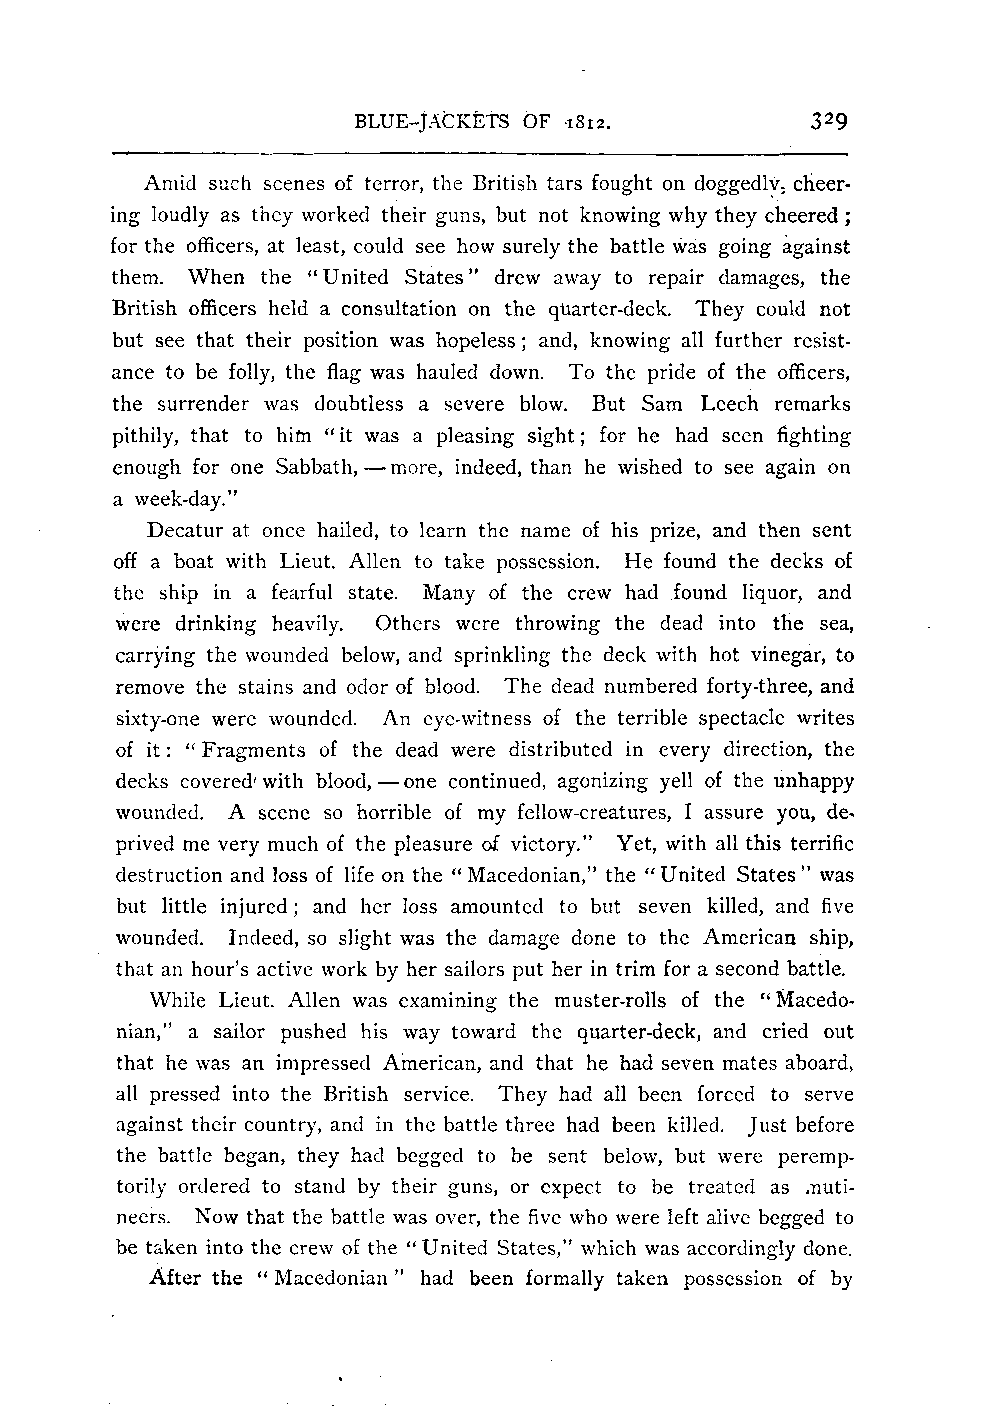 BLUE-JACKETS OF 1812. 329
Amid such scenes of terror, the British tars fought on doggedly, cheer-
ing loudly as they worked their guns, but not knowing why they cheered ;
for the officers, at least, could see how surely the battle was going against
them. When the "United States" drew away to repair damages, the
British officers held a consultation on the quarter-deck. They could not
but see that their position was hopeless ; and, knowing all further resist-
ance to be folly, the flag was hauled down. To the pride of the officers,
the surrender was doubtless a severe blow. But Sam Leech remarks
pithily, that to him "it was a pleasing sight ; for he had seen fighting
enough for one Sabbath, — more, indeed, than he wished to see again on
a week-day."
Decatur at once hailed, to learn the name of his prize, and then sent
off a boat with Lieut. Allen to take possession. He found the decks of
the ship in a fearful state. Many of the crew had found liquor, and
were drinking heavily. Others were throwing the dead into the sea,
carrying the wounded below, and sprinkling the deck with hot vinegar, to
remove the stains and odor of blood. The dead numbered forty-three, and
sixty-one were wounded. An eye-witness of the terrible spectacle writes
of it : "Fragments of the dead were distributed in every direction, the
decks covered with blood, — one continued, agonizing yell of the unhappy
wounded. A scene so horrible of my fellow-creatures, I assure you, de-
prived me very much of the pleasure of victory." Yet, with all this terrific
destruction and loss of life on the "Macedonian," the "United States" was
but little injured ; and her loss amounted to but seven killed, and five
wounded. Indeed, so slight was the damage done to the American ship,
that an hour's active work by her sailors put her in trim for a second battle.
While Lieut. Allen was examining the muster-rolls of the "Macedo-
nian," a sailor pushed his way toward the quarter-deck, and cried out
that he was an impressed American, and that he had seven mates aboard,
all pressed into the British service. They had all been forced to serve
against their country, and in the battle three had been killed. Just before
the battle began, they had begged to be sent below, but were peremp-
torily ordered to stand by their guns, or expect to be treated as muti-
neers. Now that the battle was over, the five who were left alive begged to
be taken into the crew of the "United States," which was accordingly done.
After the "Macedonian" had been formally taken possession of by